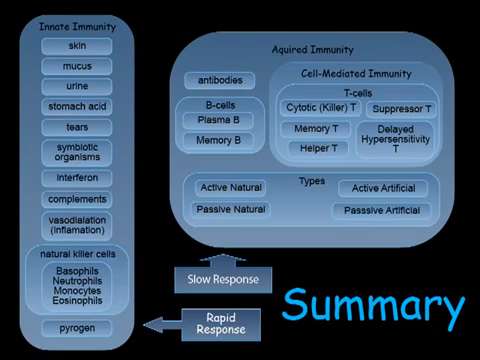 Innate Immunity
skin
mucus
urine
stomach acid
tears
symbiotic
organisms
interferon
complements
vasodialation
(inflamation)
natural killer cells
Basophils
Neutrophils
Monocytes
Eosinophils
pyrogen
Aquired Immunity
antibodies
B-cells
Plasma B
Memory B
Cell-Mediated Immunity
T-cells
Cytotic (Killer) T
Suppressor T
Memory T
Helper T
Delayed
Hypersensitivity
T
Types
Active Natural
Active Artificial
Passive Natural
Passsive Artificial
Slow Response
Rapid
Response
Summary